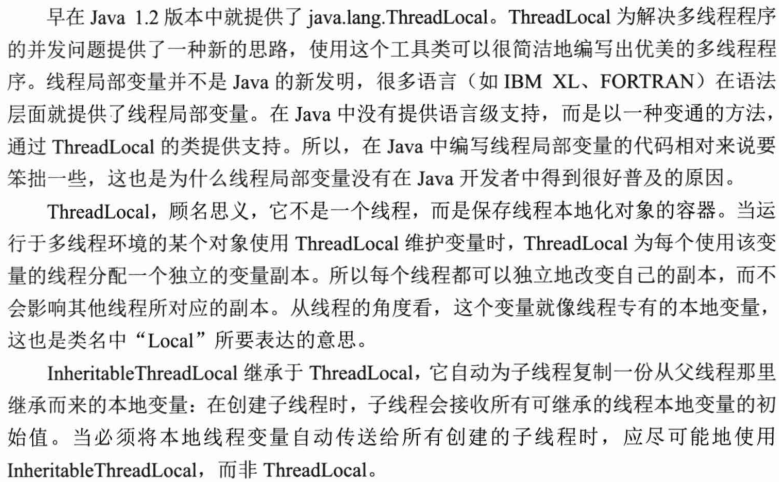 早在 Java 1.2 版本中就提供了 java.lang.ThreadLocal。ThreadLocal 为解决多线程程序
的并发问题提供了一种新的思路，使用这个工具类可以很简洁地编写出优美的多线程程
序。线程局部变量并不是 Java 的新发明，很多语言（如 IBM XL、FORTRAN）在语法
层面就提供了线程局部变量。在 Java 中没有提供语言级支持，而是以一种变通的方法，
通过 ThreadLocal 的类提供支持。所以，在 Java 中编写线程局部变量的代码相对来说要
笨拙一些，这也是为什么线程局部变量没有在 Java 开发者中得到很好普及的原因。
ThreadLocal，顾名思义，它不是一个线程，而是保存线程本地化对象的容器。当运
行于多线程环境的某个对象使用 ThreadLocal 维护变量时，ThreadLocal 为每个使用该变
量的线程分配一个独立的变量副本。所以每个线程都可以独立地改变自己的副本，而不
会影响其他线程所对应的副本。从线程的角度看，这个变量就像线程专有的本地变量，
这也是类名中“Local”所要表达的意思。
InheritableThreadLocal 继承于 ThreadLocal，它自动为子线程复制一份从父线程那里
继承而来的本地变量：在创建子线程时，子线程会接收所有可继承的线程本地变量的初
始值。当必须将本地线程变量自动传送给所有创建的子线程时，应尽可能地使用
InheritableThreadLocal，而非 ThreadLocal。